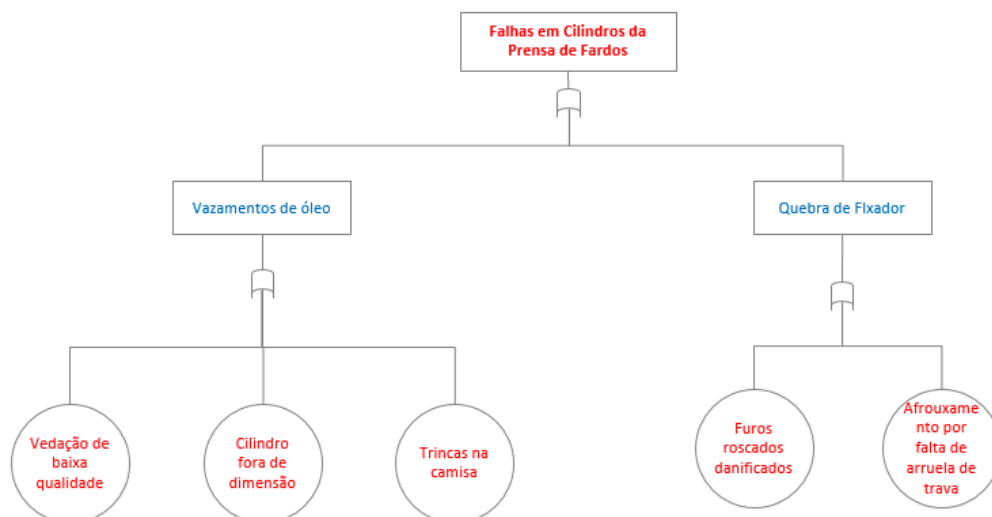 Falhas em Cilindros da
Prensa de Fardos
Vazamentos de óleo
Quebra de FIxador
Vedação de
baixa
qualidade
Cilindro
fora de
dimensão
Trincas na
camisa
Furos
roscados
danificados
Afrouxame
nto por
falta de
arruela de
trava